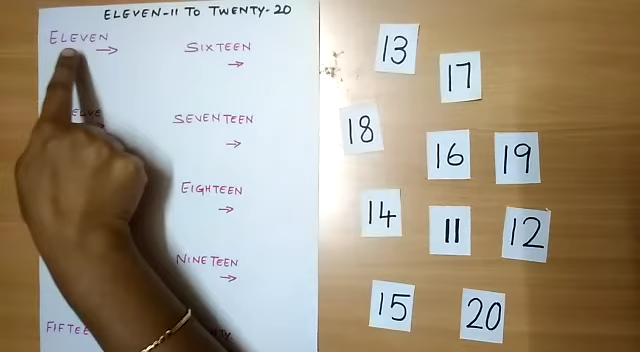 ELEVEN-11 TO TWENTY-20
ELEVEN →
SIXTEEN →
SEVENTEEN →
EIGHTEEN →
NINETEEN →
13
17
18
16
19
14
11
12
15
20